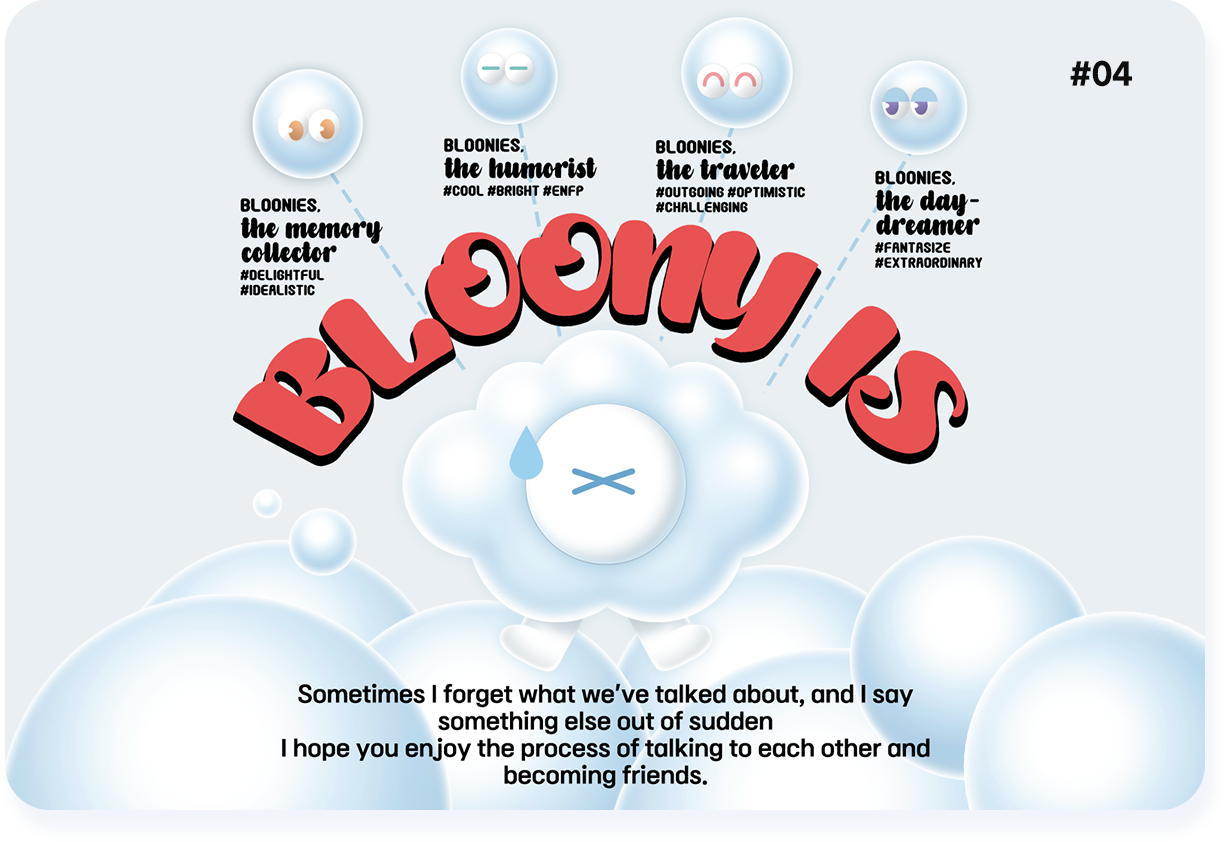 #04
BLOONIES,
the memory
collector
#DELIGHTFUL
#IDEALISTIC
BLOONIES,
the humorist
#COOL #BRIGHT #ENFP
BLOONIES,
the traveler
#OUTGOING #OPTIMISTIC
#CHALLENGING
BLOONIES,
the day-
dreamer
#FANTASIZE
#EXTRAORDINARY
BLOONY IS
Sometimes I forget what we've talked about, and I say
something else out of sudden
I hope you enjoy the process of talking to each other and
becoming friends.